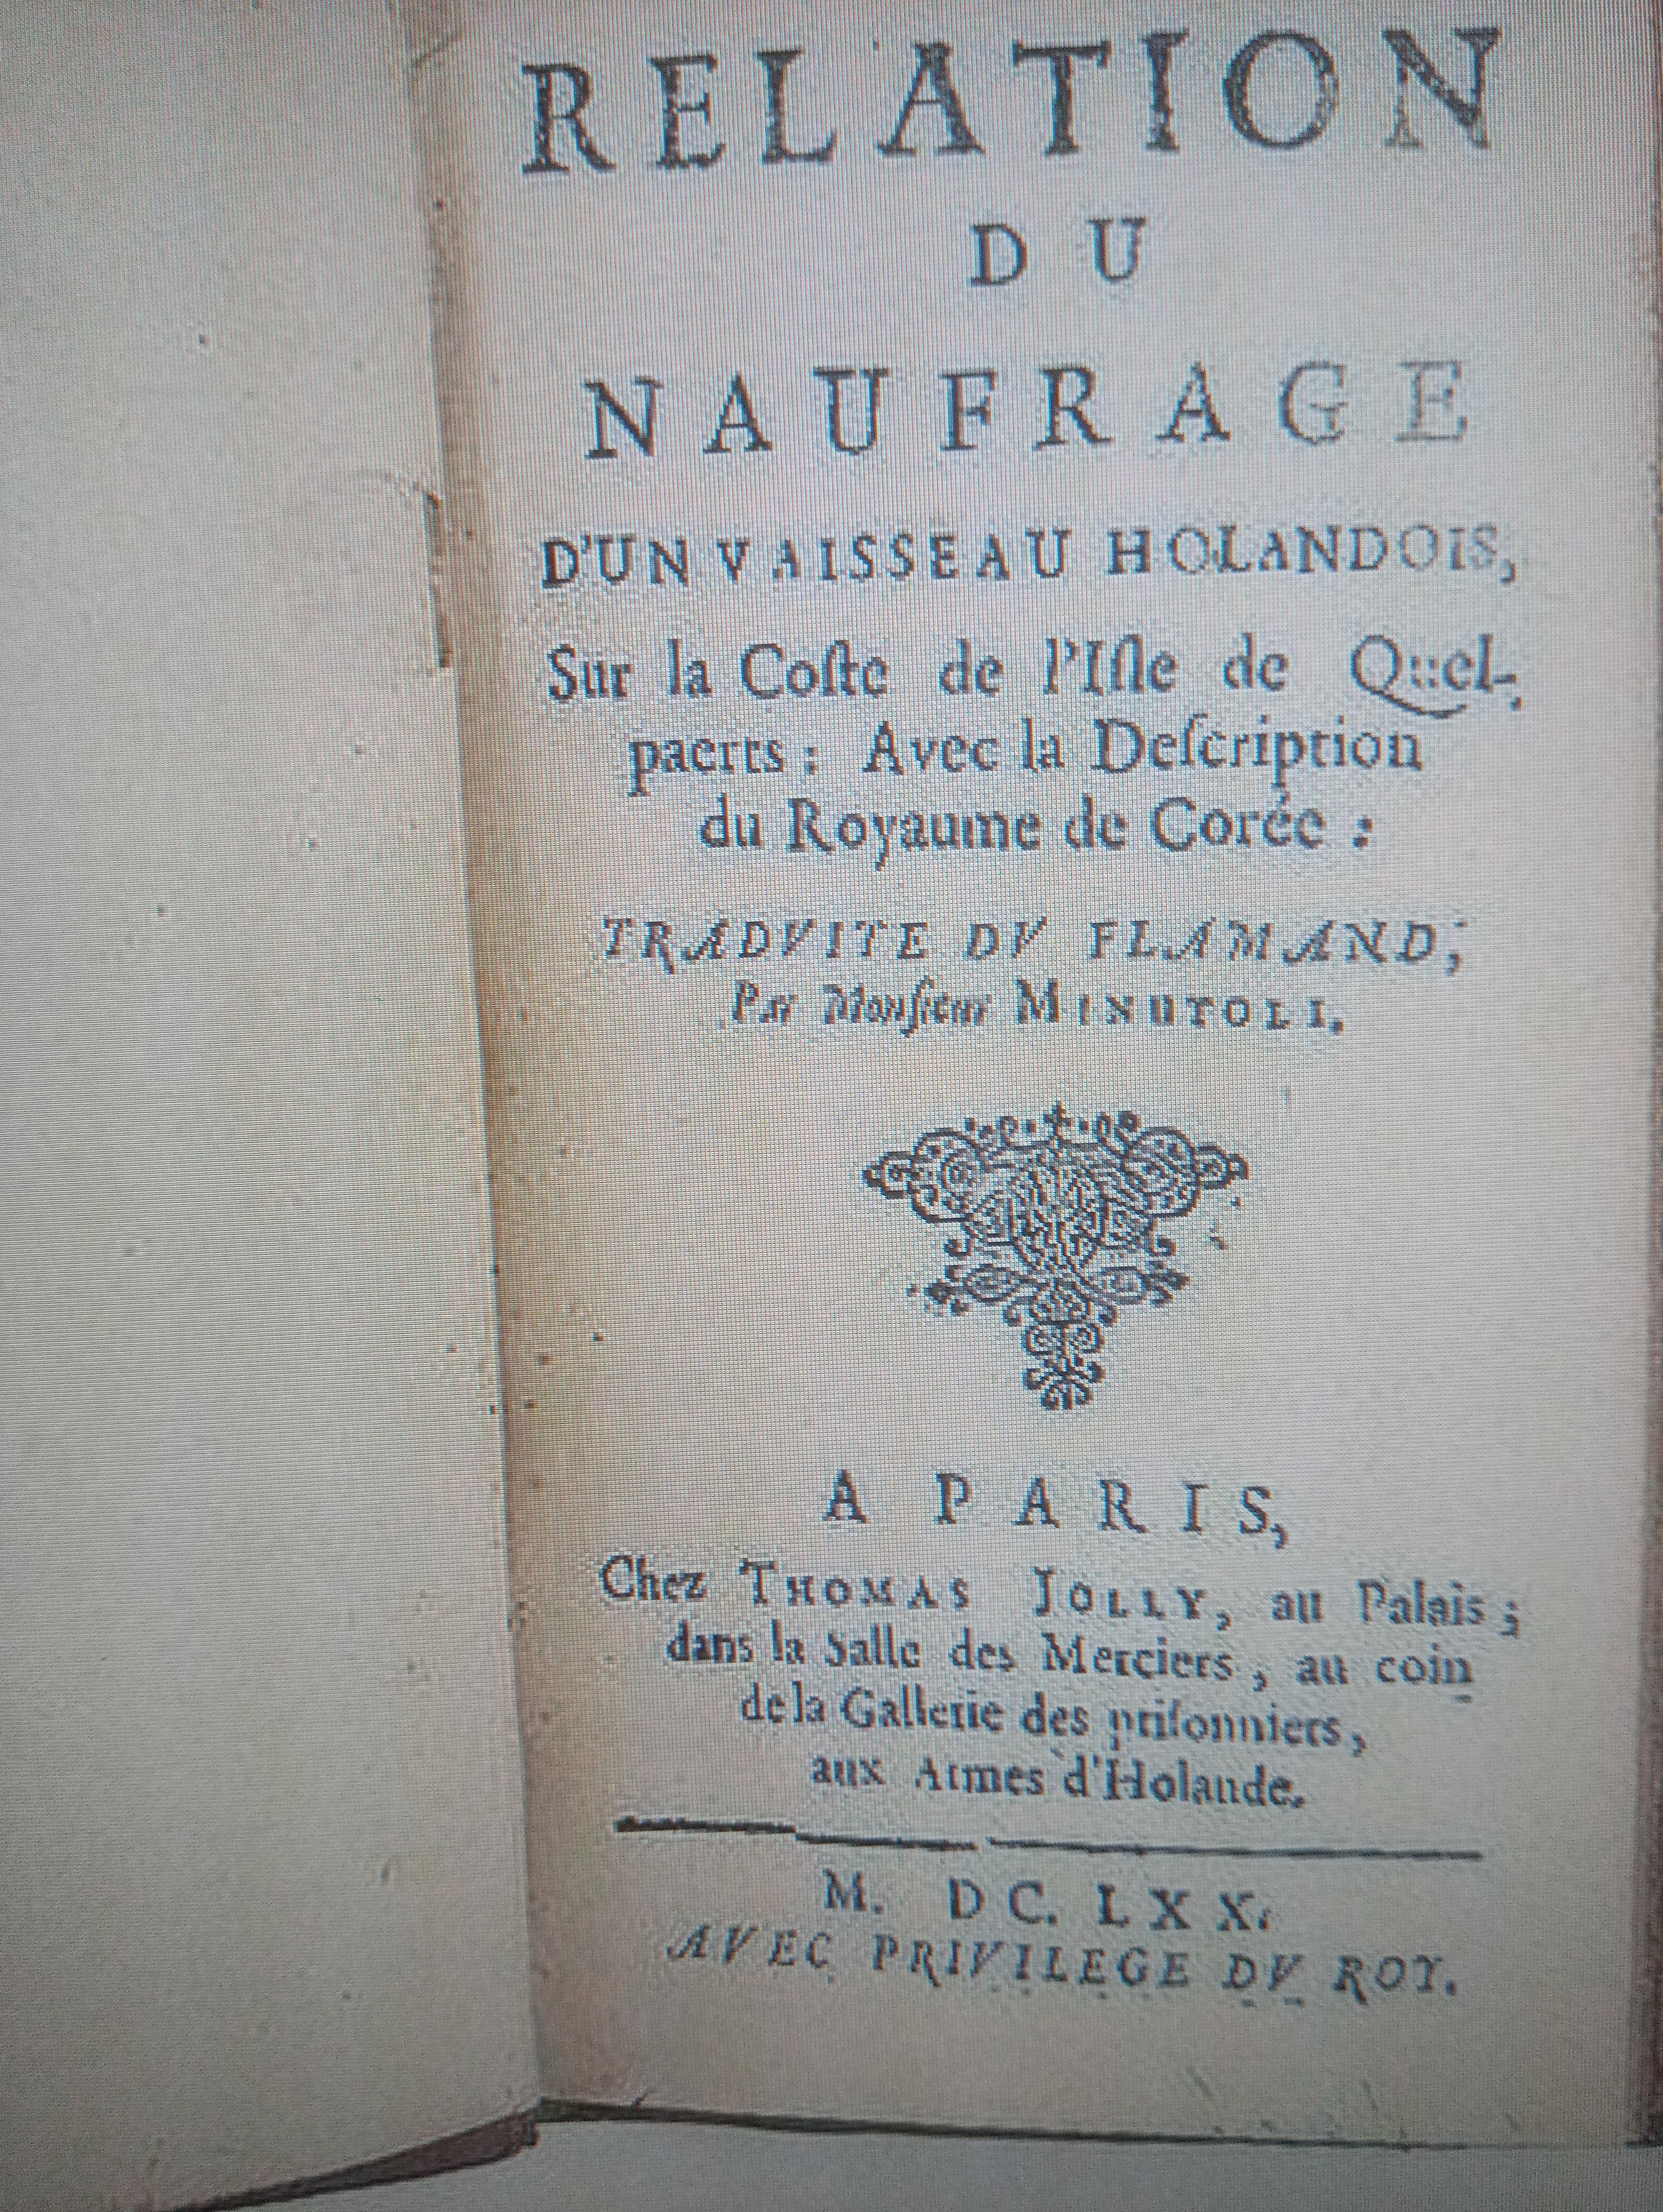 RELATION
DU
NAUFRAGE
D'UN VAISSEAU HOLANDOIS,
Sur la Coſte de l'Iſle de Quel-
paerts : Avec la Deſcription
du Royaume de Corée :
TRADVITE DV FLAMAND;
Par Monſieur MINUTOLI.
A PARIS,
Chez THOMAS JOLLY, au Palais ;
dans la Salle des Merciers, au coin
de la Gallerie des priſonniers,
aux Armes d'Holande.
M. DC. LXX.
AVEC PRIVILEGE DV ROY.